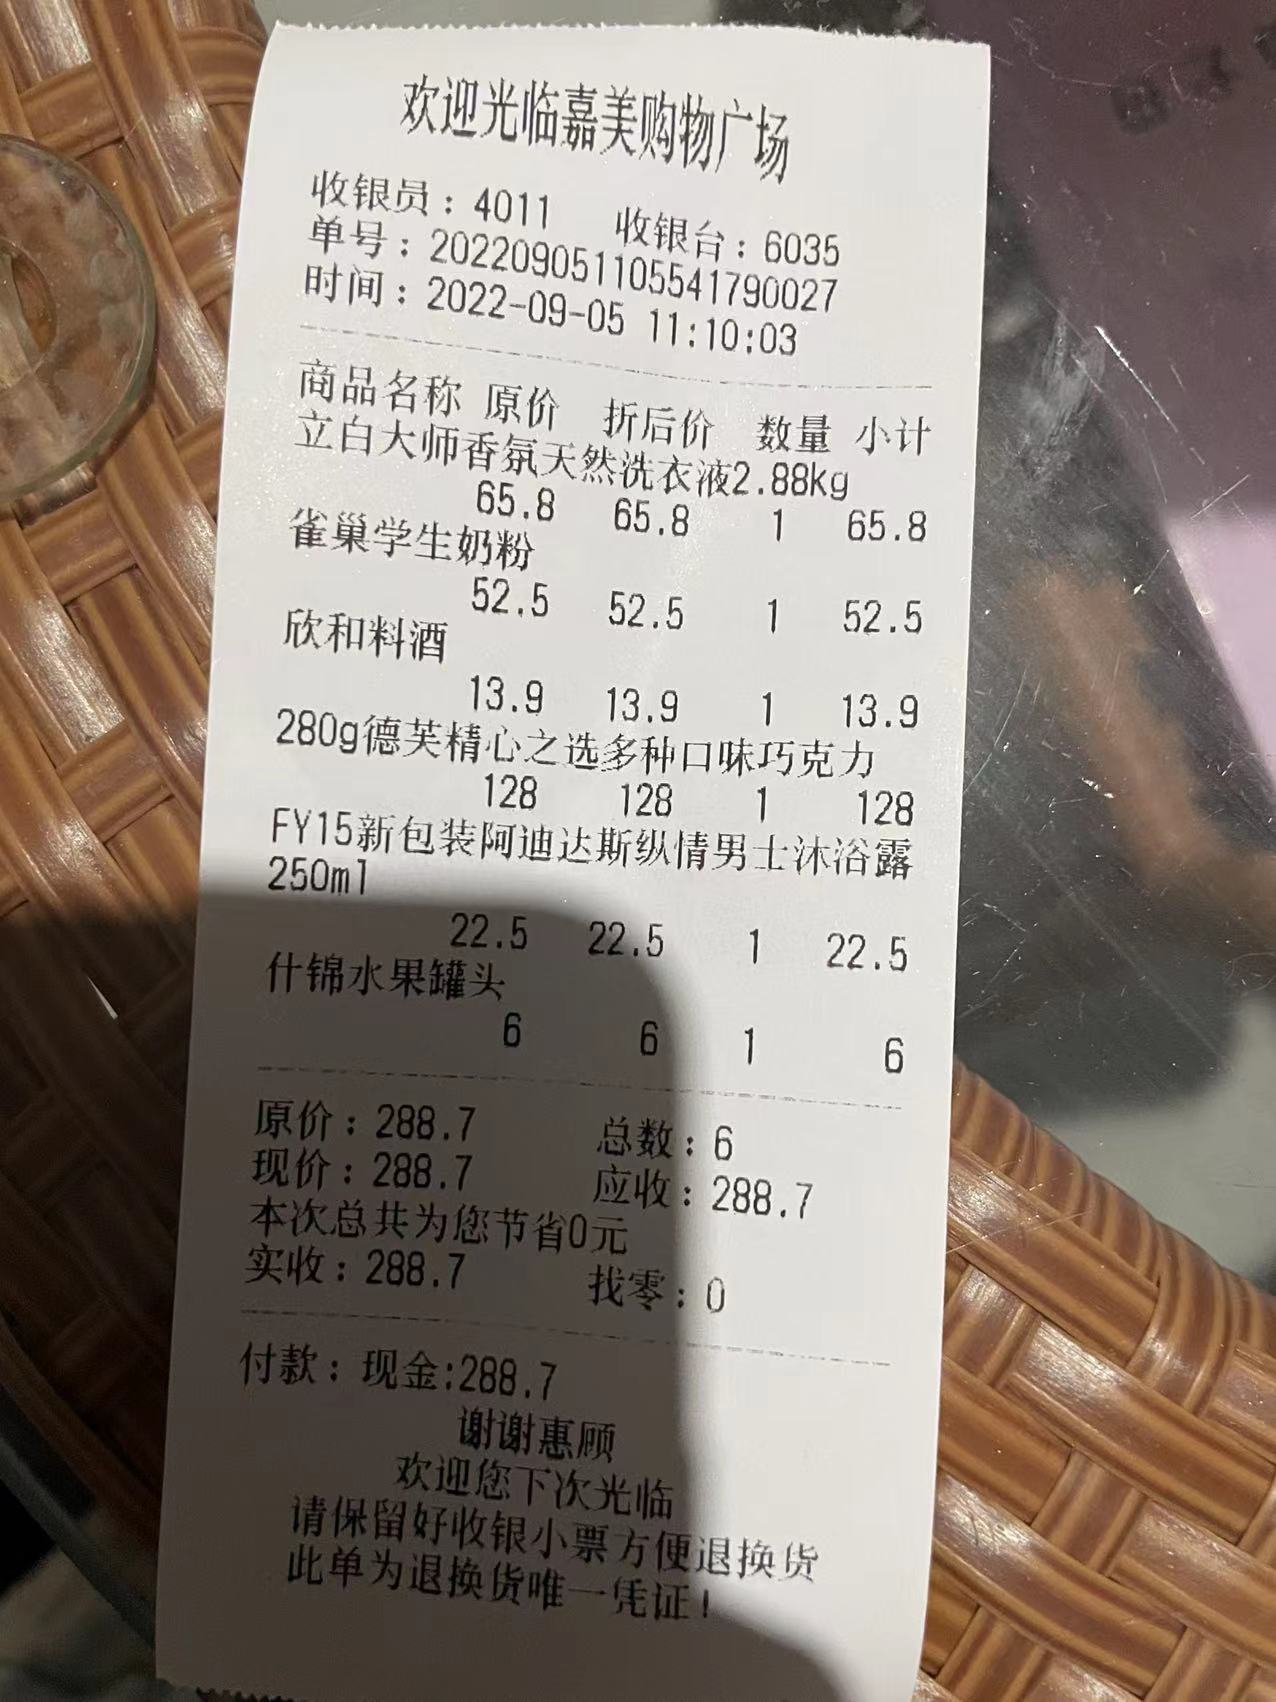 欢迎光临嘉美购物广场
收银员：4011 收银台：6035
单号：202209051105541790027
时间：2022-09-05 11:10:03
商品名称 原价 折后价 数量 小计
立白大师香氛天然洗衣液2.88kg
65.8 65.8 1 65.8
雀巢学生奶粉
52.5 52.5 1 52.5
欣和料酒
13.9 13.9 1 13.9
280g德芙精心之选多种口味巧克力
128 128 1 128
FY15新包装阿迪达斯纵情男士沐浴露
250ml
22.5 22.5 1 22.5
什锦水果罐头
6 6 1 6
原价：288.7 总数：6
现价：288.7 应收：288.7
本次总共为您节省0元
实收：288.7 找零：0
付款：现金:288.7
谢谢惠顾
欢迎您下次光临
请保留好收银小票方便退换货
此单为退换货唯一凭证！